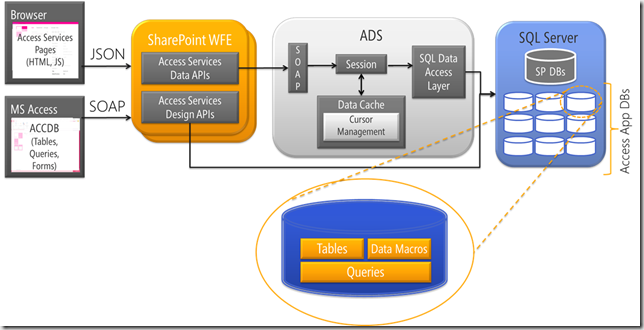 Browser
Access Services
Pages
(HTML, JS)
JSON
MS Access
ACCDB
(Tables,
Queries,
Forms)
SOAP
SharePoint WFE
Access Services
Data APIs
Access Services
Design APIs
ADS
SOAP
Session
Data Cache
Cursor
Management
SQL Data
Access
Layer
SQL Server
SP DBs
Access App DBs
Tables
Data Macros
Queries